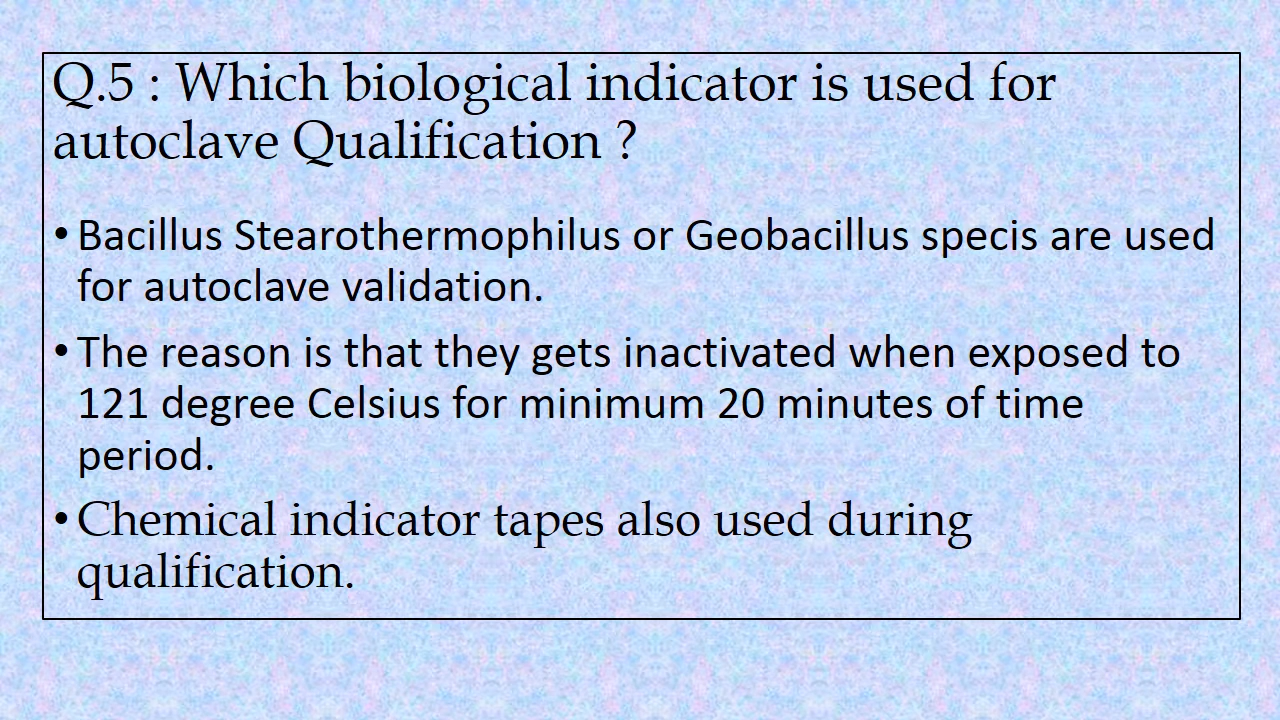 Q.5 : Which biological indicator is used for
autoclave Qualification ?
• Bacillus Stearothermophilus or Geobacillus specis are used
for autoclave validation.
• The reason is that they gets inactivated when exposed to
121 degree Celsius for minimum 20 minutes of time
period.
• Chemical indicator tapes also used during
qualification.